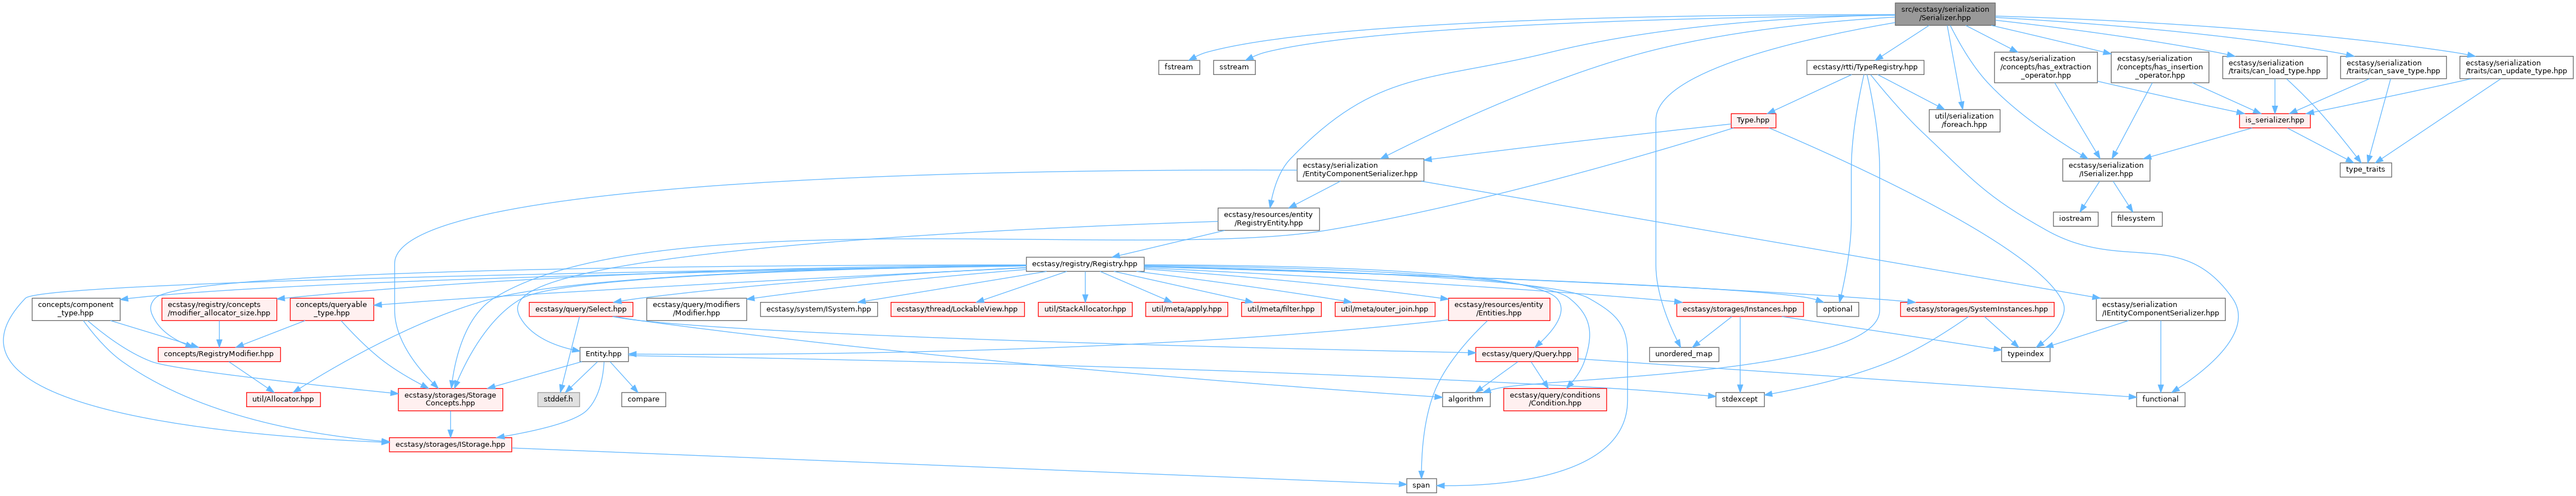 src/ecstasy/serialization
/Serializer.hpp
fstream
sstream
ecstasy/rtti/TypeRegistry.hpp
ecstasy/serialization
/concepts/has_extraction
_operator.hpp
ecstasy/serialization
/concepts/has_insertion
_operator.hpp
ecstasy/serialization
/traits/can_load_type.hpp
ecstasy/serialization
/traits/can_save_type.hpp
ecstasy/serialization
/traits/can_update_type.hpp
Type.hpp
util/serialization
/foreach.hpp
is_serializer.hpp
ecstasy/serialization
/EntityComponentSerializer.hpp
ecstasy/serialization
/ISerializer.hpp
type_traits
ecstasy/resources/entity
/RegistryEntity.hpp
iostream
filesystem
ecstasy/registry/Registry.hpp
concepts/component
_type.hpp
ecstasy/registry/concepts
/modifier_allocator_size.hpp
concepts/queryable
_type.hpp
ecstasy/query/Select.hpp
ecstasy/query/modifiers
/Modifier.hpp
ecstasy/system/ISystem.hpp
ecstasy/thread/LockableView.hpp
util/StackAllocator.hpp
util/meta/apply.hpp
util/meta/filter.hpp
util/meta/outer_join.hpp
ecstasy/resources/entity
/Entities.hpp
ecstasy/storages/Instances.hpp
optional
ecstasy/storages/SystemInstances.hpp
ecstasy/serialization
/IEntityComponentSerializer.hpp
concepts/RegistryModifier.hpp
Entity.hpp
ecstasy/query/Query.hpp
unordered_map
typeindex
util/Allocator.hpp
ecstasy/storages/Storage
Concepts.hpp
stddef.h
compare
algorithm
ecstasy/query/conditions
/Condition.hpp
stdexcept
functional
ecstasy/storages/IStorage.hpp
span